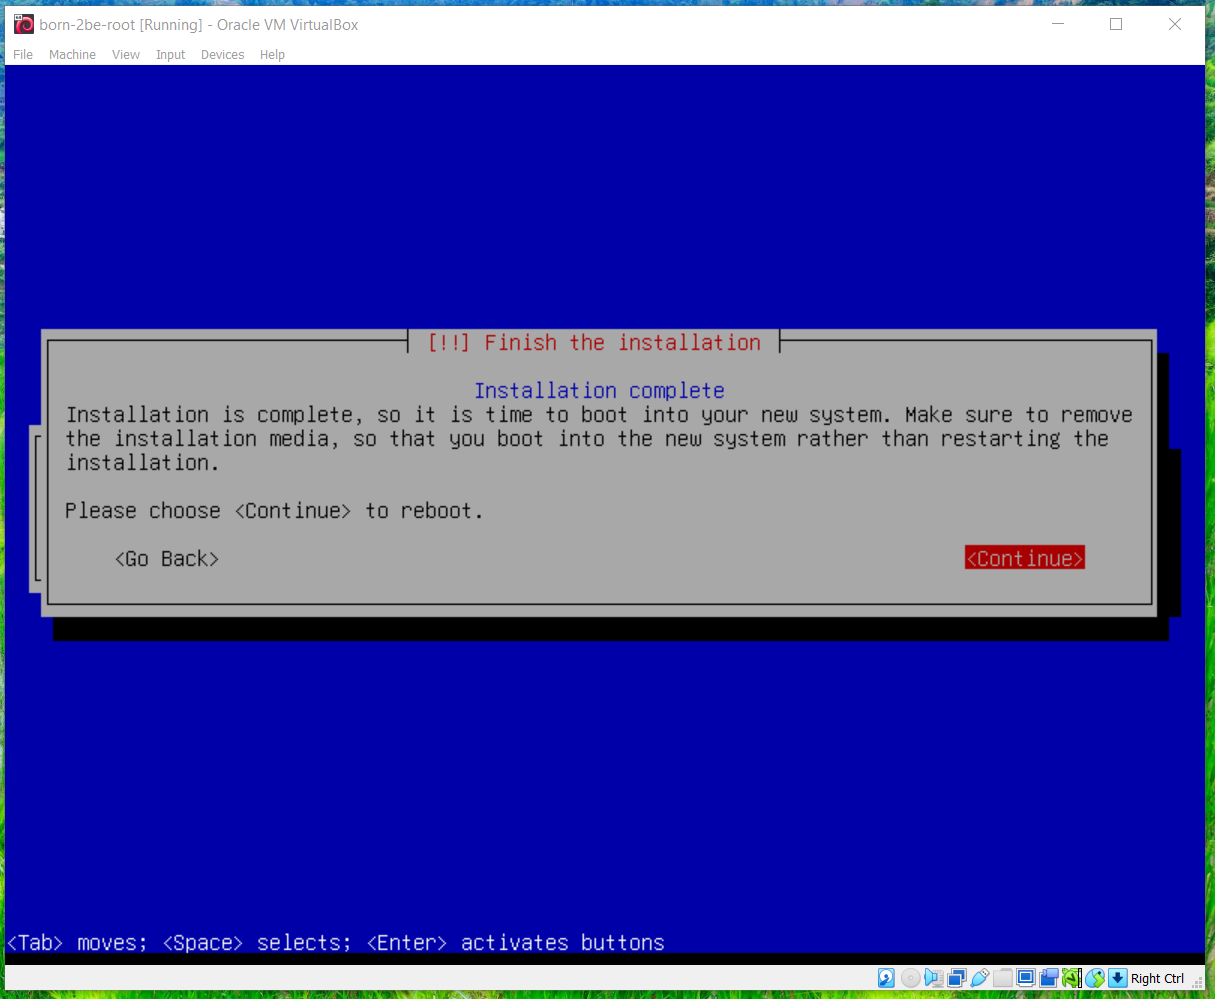 born-2be-root [Running] - Oracle VM VirtualBox
File Machine View Input Devices Help
[!!] Finish the installation
Installation complete
Installation is complete, so it is time to boot into your new system. Make sure to remove
the installation media, so that you boot into the new system rather than restarting the
installation.
Please choose <Continue> to reboot.
<Go Back> <Continue>
<Tab> moves; <Space> selects; <Enter> activates buttons
Right Ctrl